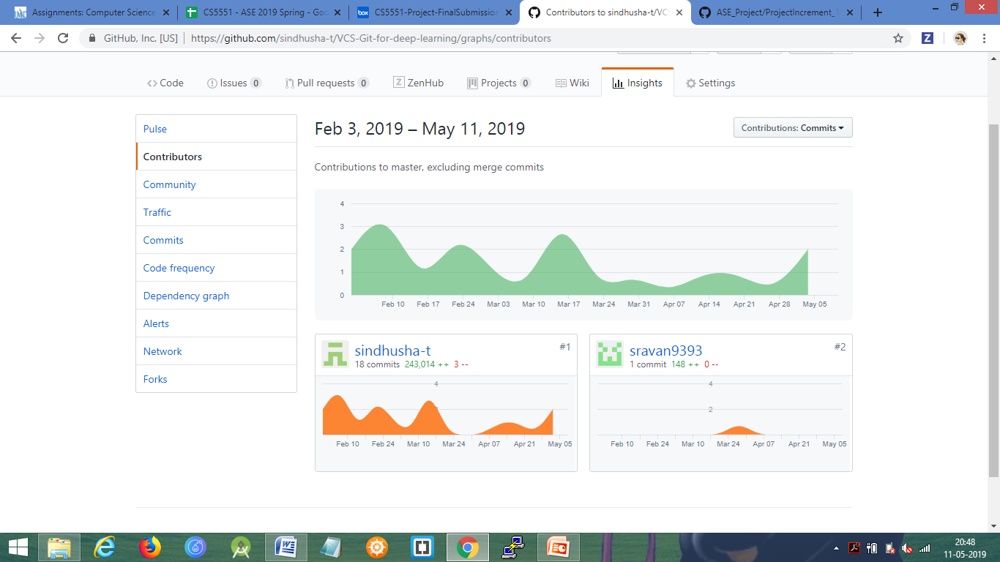 Assignments: Computer Science
CS5551 - ASE 2019 Spring - Goo
box
CS5551-Project-FinalSubmission
Contributors to sindhusha-t/VCS
ASE_Project/ProjectIncrement_1
GitHub, Inc. [US]
https://github.com/sindhusha-t/VCS-Git-for-deep-learning/graphs/contributors
Z
Code
Issues 0
Pull requests 0
Z ZenHub
Projects 0
Wiki
Insights
Settings
Pulse
Contributors
Community
Traffic
Commits
Code frequency
Dependency graph
Alerts
Network
Forks
Feb 3, 2019 – May 11, 2019
Contributions: Commits
Contributions to master, excluding merge commits
4
3
2
1
0
Feb 10 Feb 17 Feb 24 Mar 03 Mar 10 Mar 17 Mar 24 Mar 31 Apr 07 Apr 14 Apr 21 Apr 28 May 05
sindhusha-t
#1
18 commits 243,014 ++ 3 --
4
Feb 10 Feb 24 Mar 10 Mar 24 Apr 07 Apr 21 May 05
sravan9393
#2
1 commit 148 ++ 0 --
4
2
Feb 10 Feb 24 Mar 10 Mar 24 Apr 07 Apr 21 May 05
20:48
11-05-2019